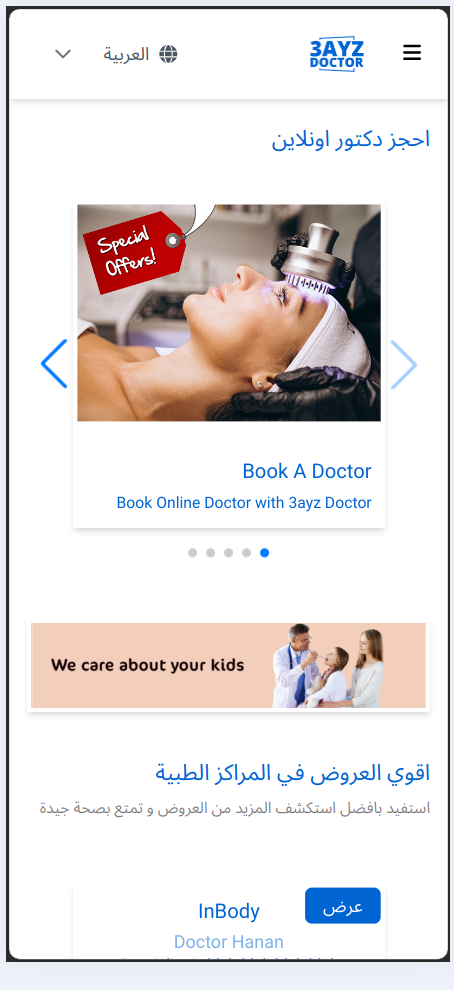 3AYZ
DOCTOR
العربية
احجز دكتور اونلاين
Special
Offers!
Book A Doctor
Book Online Doctor with 3ayz Doctor
We care about your kids
اقوي العروض في المراكز الطبية
استفيد بافضل استكشف المزيد من العروض و تمتع بصحة جيدة
عرض
InBody
Doctor Hanan